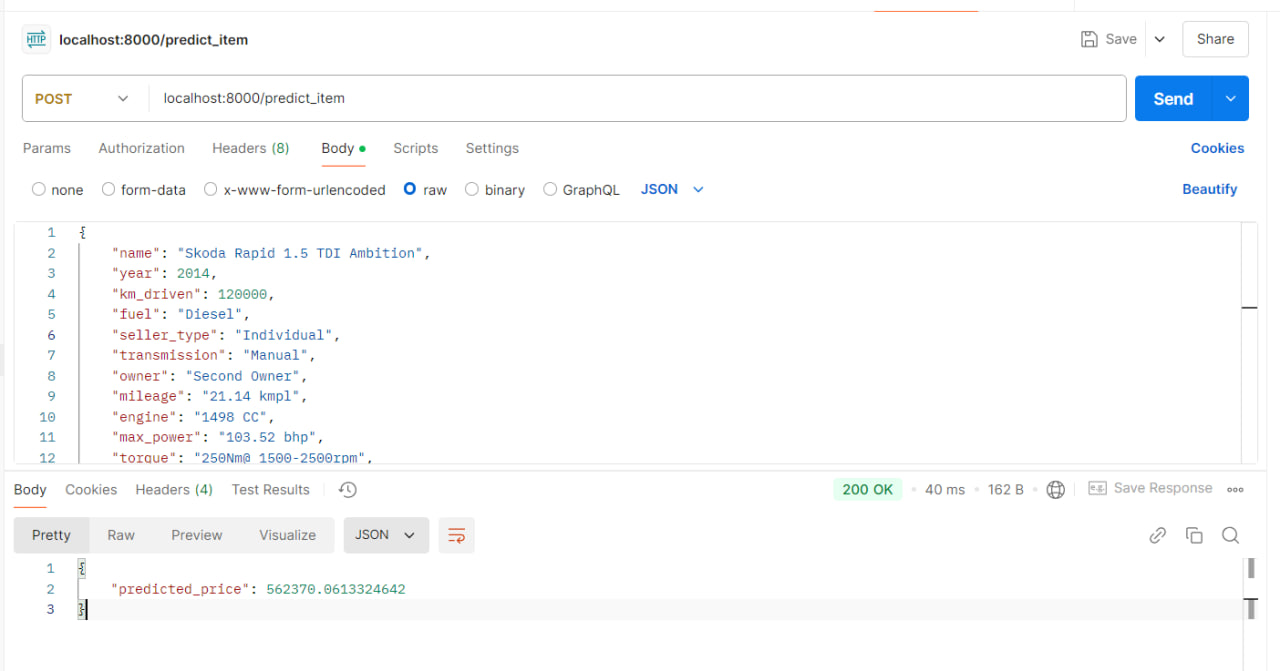 HTTP localhost:8000/predict_item Save Share
POST localhost:8000/predict_item Send
Params Authorization Headers (8) Body Scripts Settings Cookies
none form-data x-www-form-urlencoded raw binary GraphQL JSON Beautify
1 {
2 "name": "Skoda Rapid 1.5 TDI Ambition",
3 "year": 2014,
4 "km_driven": 120000,
5 "fuel": "Diesel",
6 "seller_type": "Individual",
7 "transmission": "Manual",
8 "owner": "Second Owner",
9 "mileage": "21.14 kmpl",
10 "engine": "1498 CC",
11 "max_power": "103.52 bhp",
12 "torque": "250Nm@ 1500-2500rpm",
Body Cookies Headers (4) Test Results 200 OK • 40 ms • 162 B • e.g. Save Response
Pretty Raw Preview Visualize JSON
1 {
2 "predicted_price": 562370.0613324642
3 }